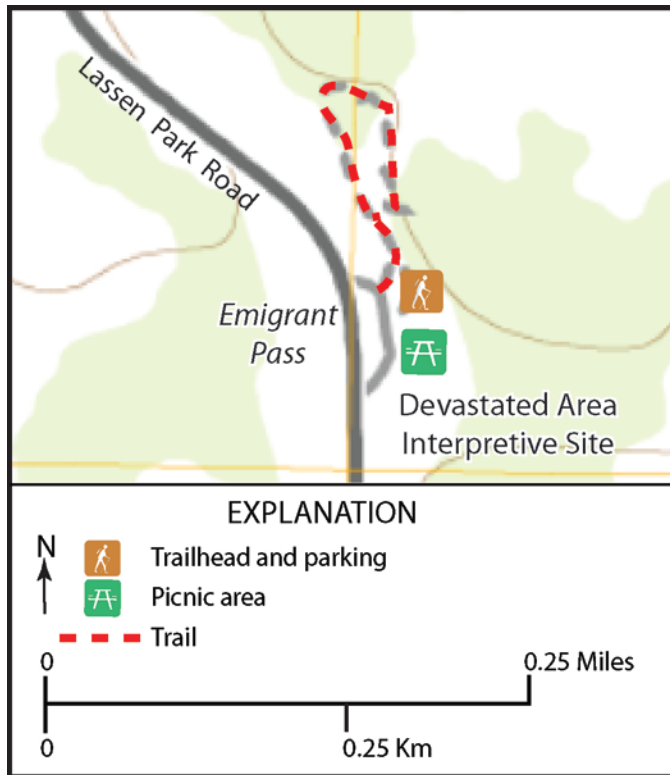 Lassen Park Road
Emigrant
Pass
Devastated Area
Interpretive Site
EXPLANATION
N
Trailhead and parking
Picnic area
Trail
0
0.25 Miles
0
0.25 Km